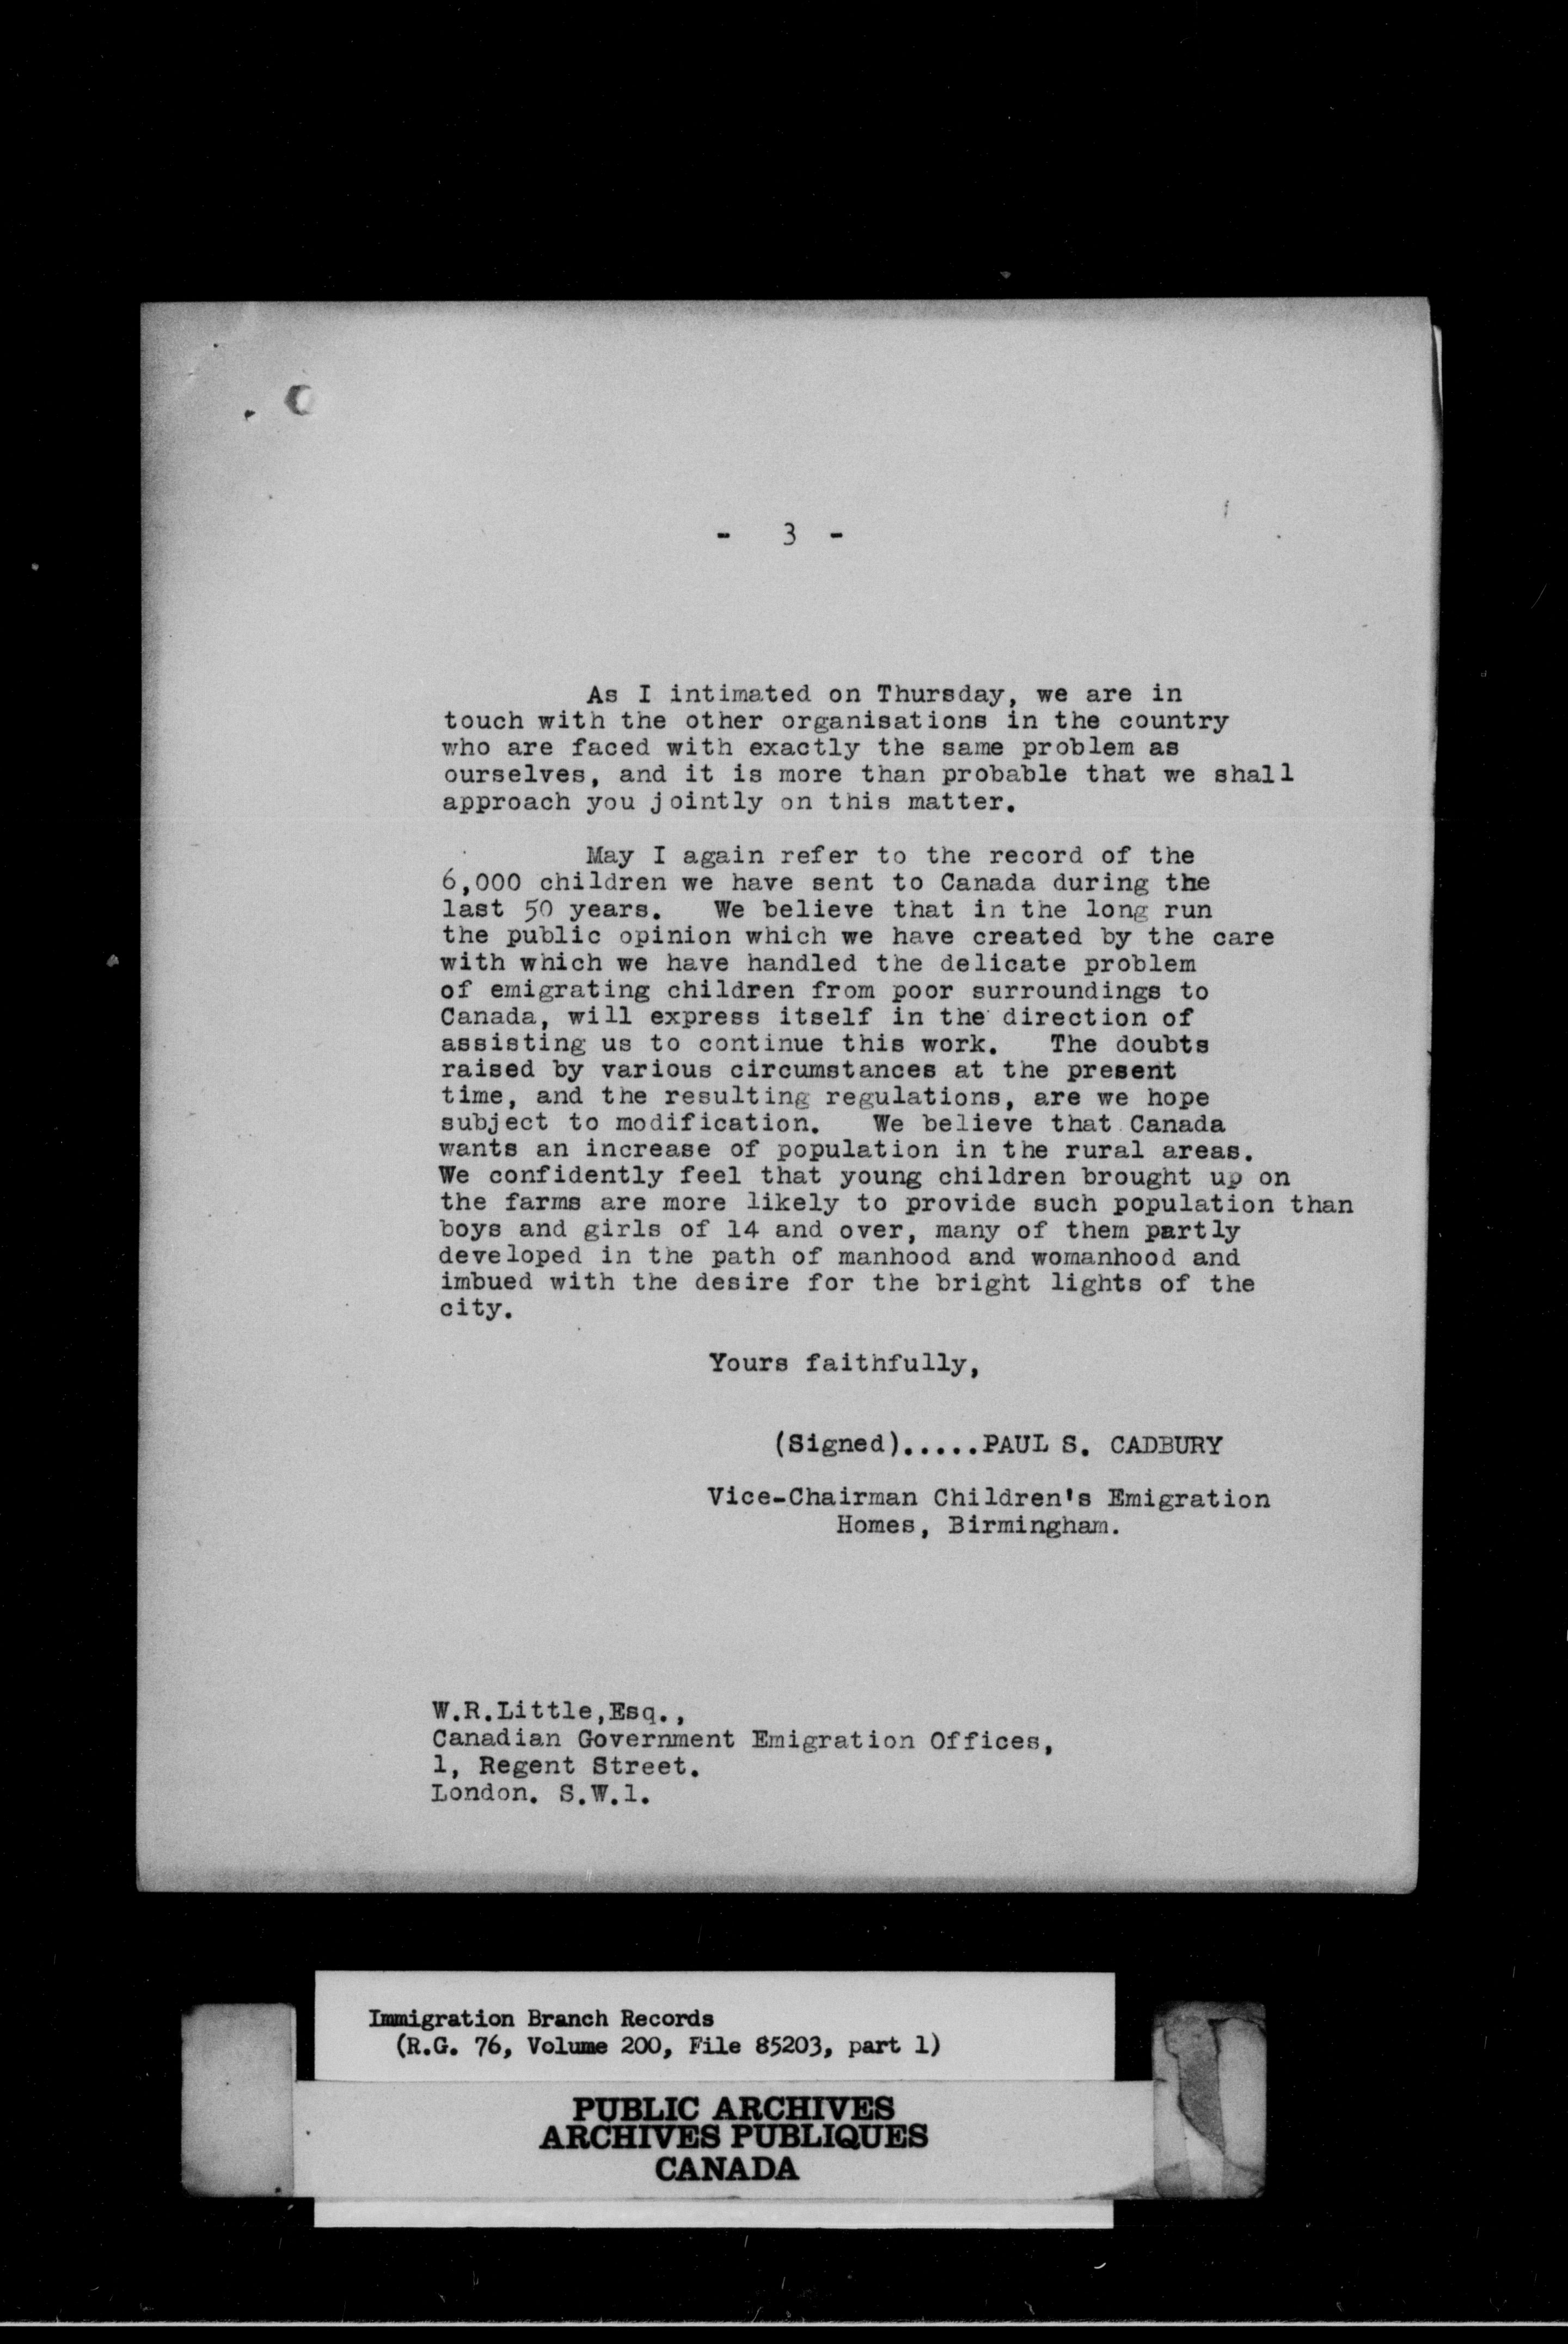 - 3 -
As I intimated on Thursday, we are in
touch with the other organisations in the country
who are faced with exactly the same problem as
ourselves, and it is more than probable that we shall
approach you jointly on this matter.
May I again refer to the record of the
6,000 children we have sent to Canada during the
last 50 years. We believe that in the long run
the public opinion which we have created by the care
with which we have handled the delicate problem
of emigrating children from poor surroundings to
Canada, will express itself in the direction of
assisting us to continue this work. The doubts
raised by various circumstances at the present
time, and the resulting regulations, are we hope
subject to modification. We believe that Canada
wants an increase of population in the rural areas.
We confidently feel that young children brought up on
the farms are more likely to provide such population than
boys and girls of 14 and over, many of them partly
developed in the path of manhood and womanhood and
imbued with the desire for the bright lights of the
city.
Yours faithfully,
(Signed).....PAUL S. CADBURY
Vice-Chairman Children's Emigration
Homes, Birmingham.
W.R.Little,Esq.,
Canadian Government Emigration Offices,
1, Regent Street.
London. S.W.1.
Immigration Branch Records
(R.G. 76, Volume 200, File 85203, part 1)
PUBLIC ARCHIVES
ARCHIVES PUBLIQUES
CANADA